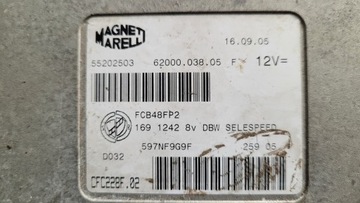 MAGNETI MARELLI
16.09.05
55202503 62000.038.05 F 12V=
FCB48FP2
169 1242 8v DBW SELESPEED
597NF9G9F 259 05
D032
CFC228F.02